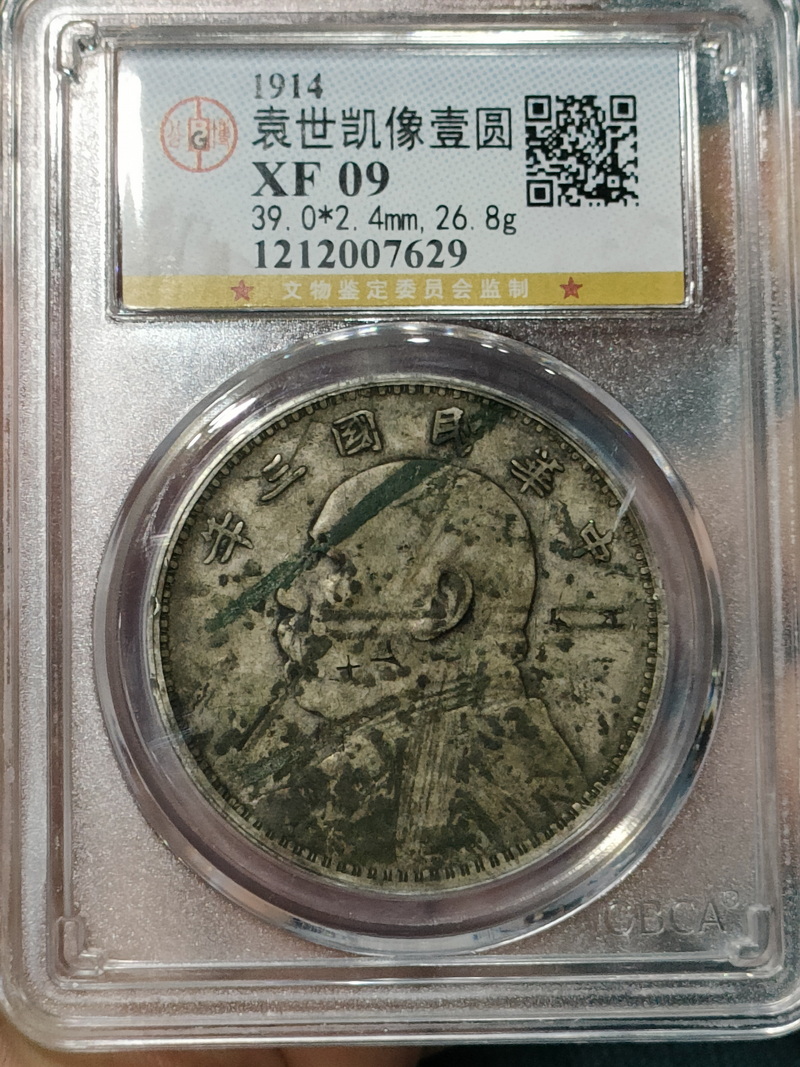 1914
G
袁世凯像壹圆
XF 09
39.0*2.4mm, 26.8g
1212007629
文物鉴定委员会监制
中華民國三年
GBCA